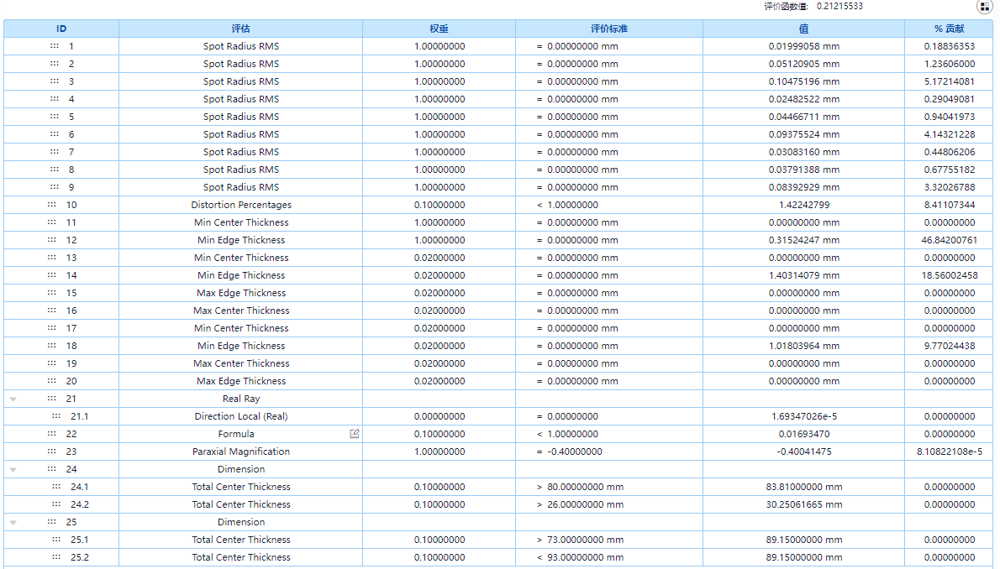 评价函数值: 0.21215533
ID 评估 权重 评价标准 值 % 贡献
1 Spot Radius RMS 1.00000000 = 0.00000000 mm 0.01999058 mm 0.18836353
2 Spot Radius RMS 1.00000000 = 0.00000000 mm 0.05120905 mm 1.23606000
3 Spot Radius RMS 1.00000000 = 0.00000000 mm 0.10475196 mm 5.17214081
4 Spot Radius RMS 1.00000000 = 0.00000000 mm 0.02482522 mm 0.29049081
5 Spot Radius RMS 1.00000000 = 0.00000000 mm 0.04466711 mm 0.94041973
6 Spot Radius RMS 1.00000000 = 0.00000000 mm 0.09375524 mm 4.14321228
7 Spot Radius RMS 1.00000000 = 0.00000000 mm 0.03083160 mm 0.44806206
8 Spot Radius RMS 1.00000000 = 0.00000000 mm 0.03791388 mm 0.67755182
9 Spot Radius RMS 1.00000000 = 0.00000000 mm 0.08392929 mm 3.32026788
10 Distortion Percentages 0.10000000 < 1.00000000 1.42242799 8.41107344
11 Min Center Thickness 1.00000000 = 0.00000000 mm 0.00000000 mm 0.00000000
12 Min Edge Thickness 1.00000000 = 0.00000000 mm 0.31524247 mm 46.84200761
13 Min Center Thickness 0.02000000 = 0.00000000 mm 0.00000000 mm 0.00000000
14 Min Edge Thickness 0.02000000 = 0.00000000 mm 1.40314079 mm 18.56002458
15 Max Edge Thickness 0.02000000 = 0.00000000 mm 0.00000000 mm 0.00000000
16 Max Center Thickness 0.02000000 = 0.00000000 mm 0.00000000 mm 0.00000000
17 Min Center Thickness 0.02000000 = 0.00000000 mm 0.00000000 mm 0.00000000
18 Min Edge Thickness 0.02000000 = 0.00000000 mm 1.01803964 mm 9.77024438
19 Max Center Thickness 0.02000000 = 0.00000000 mm 0.00000000 mm 0.00000000
20 Max Edge Thickness 0.02000000 = 0.00000000 mm 0.00000000 mm 0.00000000
21 Real Ray
21.1 Direction Local (Real) 0.00000000 = 0.00000000 1.69347026e-5 0.00000000
22 Formula 0.10000000 < 1.00000000 0.01693470 0.00000000
23 Paraxial Magnification 1.00000000 = -0.40000000 -0.40041475 8.10822108e-5
24 Dimension
24.1 Total Center Thickness 0.10000000 > 80.00000000 mm 83.81000000 mm 0.00000000
24.2 Total Center Thickness 0.10000000 > 26.00000000 mm 30.25061665 mm 0.00000000
25 Dimension
25.1 Total Center Thickness 0.10000000 > 73.00000000 mm 89.15000000 mm 0.00000000
25.2 Total Center Thickness 0.10000000 < 93.00000000 mm 89.15000000 mm 0.00000000